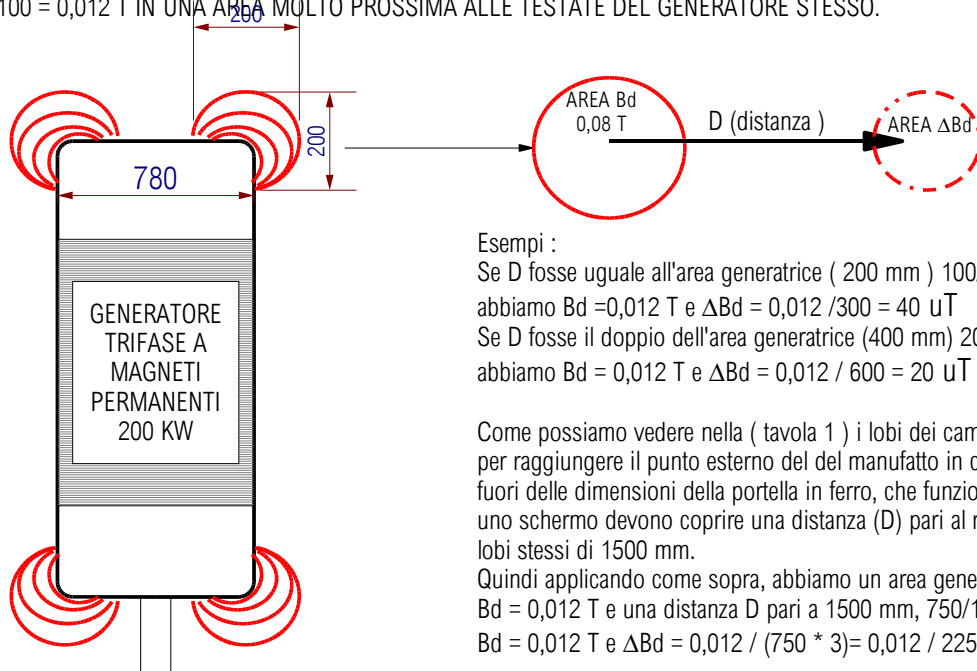 100 = 0,012 T IN UNA AREA MOLTO PROSSIMA ALLE TESTATE DEL GENERATORE STESSO.
200
200
780
GENERATORE
TRIFASE A
MAGNETI
PERMANENTI
200 KW
AREA Bd
0,08 T
D (distanza )
AREA ΔBd
Esempi :
Se D fosse uguale all'area generatrice ( 200 mm ) 100/
abbiamo Bd =0,012 T e ΔBd = 0,012 /300 = 40 uT
Se D fosse il doppio dell'area generatrice (400 mm) 20
abbiamo Bd = 0,012 T e ΔBd = 0,012 / 600 = 20 uT
Come possiamo vedere nella ( tavola 1 ) i lobi dei cam
per raggiungere il punto esterno del del manufatto in
fuori delle dimensioni della portella in ferro, che funzio
uno schermo devono coprire una distanza (D) pari al
lobi stessi di 1500 mm.
Quindi applicando come sopra, abbiamo un area gene
Bd = 0,012 T e una distanza D pari a 1500 mm, 750/1
Bd = 0,012 T e ΔBd = 0,012 / (750 * 3)= 0,012 / 225